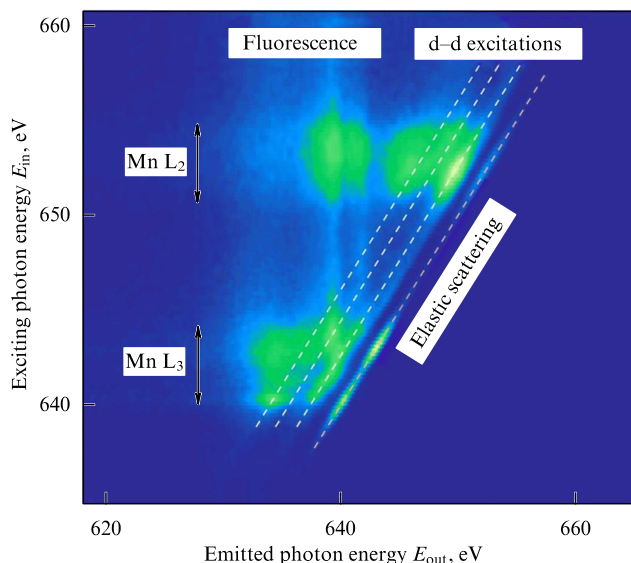 660
Fluorescence
d–d excitations
Mn L2
650
Elastic scattering
Mn L3
640
Exciting photon energy Ein, eV
620
640
660
Emitted photon energy Eout, eV